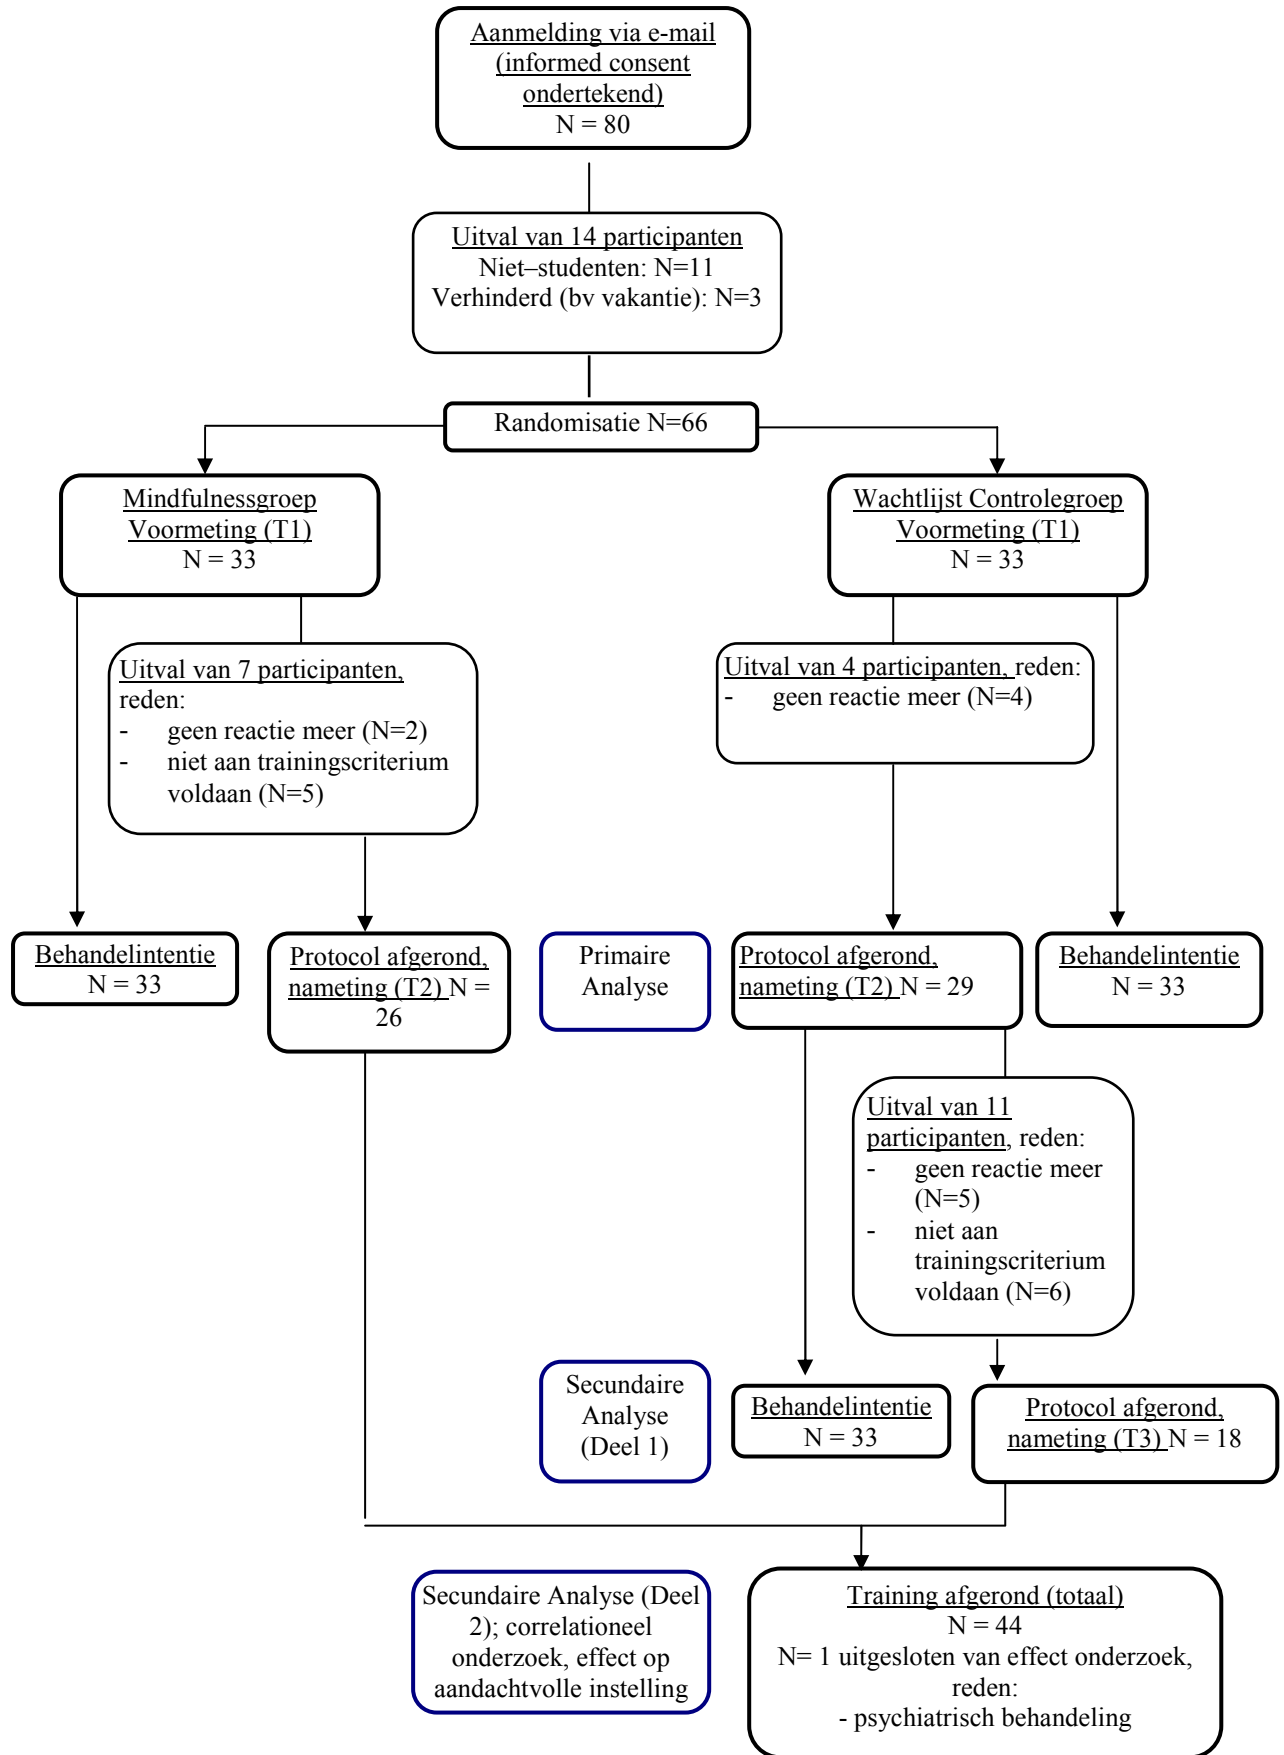 Aanmelding via e-mail
(informed consent
ondertekend)
N = 80
Uitval van 14 participanten
Niet–studenten: N=11
Verhinderd (bv vakantie): N=3
Randomisatie N=66
Mindfulnessgroep
Voormeting (T1)
N = 33
Wachtlijst Controlegroep
Voormeting (T1)
N = 33
Uitval van 7 participanten,
reden:
- geen reactie meer (N=2)
- niet aan trainingscriterium
voldaan (N=5)
Uitval van 4 participanten, reden:
- geen reactie meer (N=4)
Behandelintentie
N = 33
Protocol afgerond,
nameting (T2) N =
26
Primaire
Analyse
Protocol afgerond,
nameting (T2) N = 29
Behandelintentie
N = 33
Uitval van 11
participanten, reden:
- geen reactie meer
(N=5)
- niet aan
trainingscriterium
voldaan (N=6)
Secundaire
Analyse
(Deel 1)
Behandelintentie
N = 33
Protocol afgerond,
nameting (T3) N = 18
Secundaire Analyse (Deel
2); correlationeel
onderzoek, effect op
aandachtvolle instelling
Training afgerond (totaal)
N = 44
N= 1 uitgesloten van effect onderzoek,
reden:
- psychiatrisch behandeling